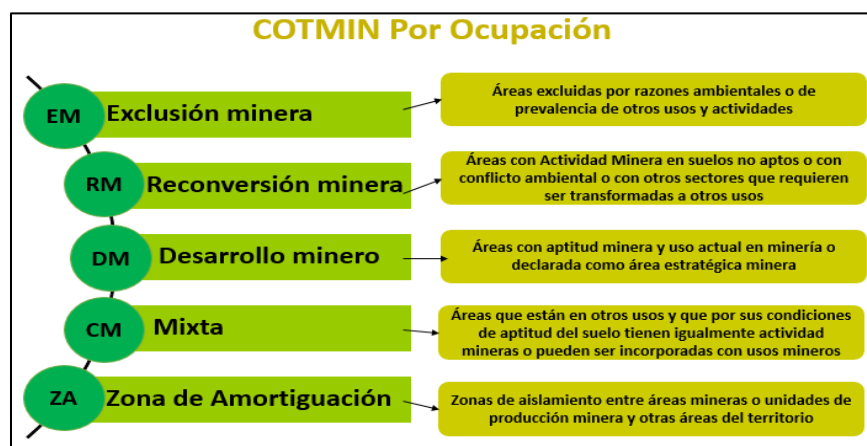 COTMIN Por Ocupación
EM
Exclusión minera
Áreas excluidas por razones ambientales o de
prevalencia de otros usos y actividades
RM
Reconversión minera
Áreas con Actividad Minera en suelos no aptos o con
conflicto ambiental o con otros sectores que requieren
ser transformadas a otros usos
DM
Desarrollo minero
Áreas con aptitud minera y uso actual en minería o
declarada como área estratégica minera
CM
Mixta
Áreas que están en otros usos y que por sus condiciones
de aptitud del suelo tienen igualmente actividad
mineras o pueden ser incorporadas con usos mineros
ZA
Zona de Amortiguación
Zonas de aislamiento entre áreas mineras o unidades de
producción minera y otras áreas del territorio